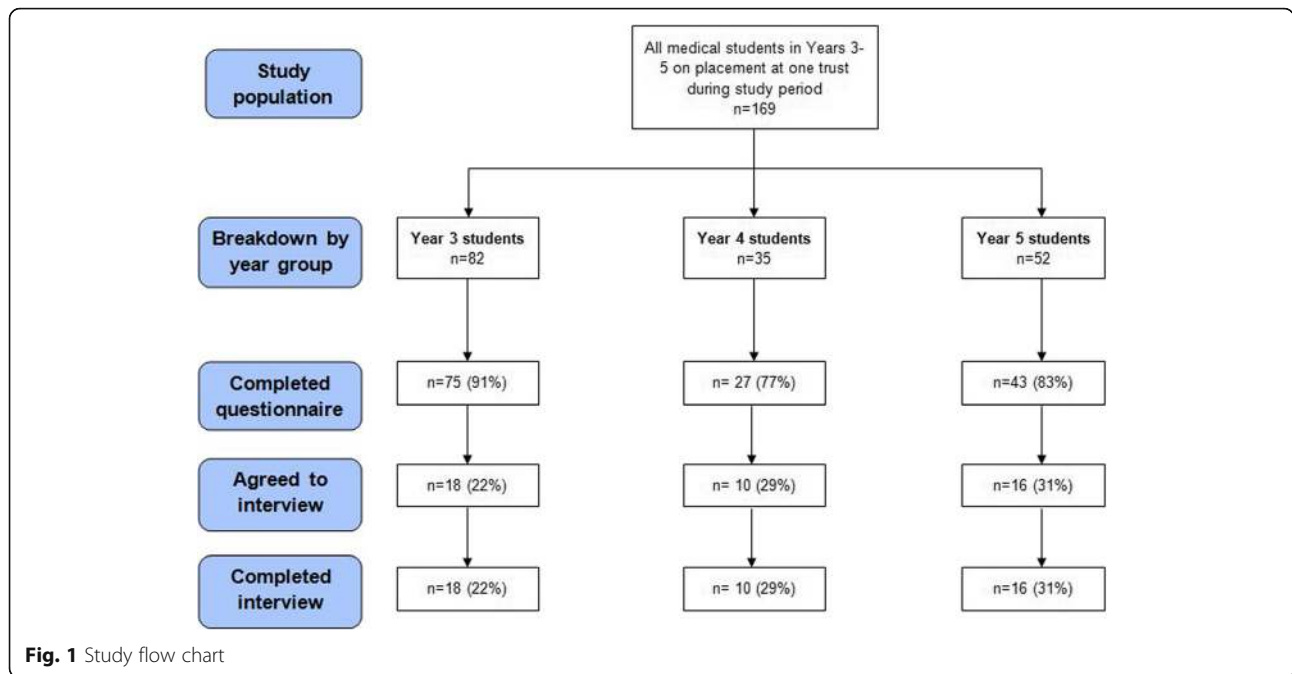 Study
population
All medical students in Years 3-
5 on placement at one trust
during study period
n=169
Breakdown by
year group
Year 3 students
n=82
Year 4 students
n=35
Year 5 students
n=52
Completed
questionnaire
n=75 (91%)
n= 27 (77%)
n=43 (83%)
Agreed to
interview
n=18 (22%)
n= 10 (29%)
n=16 (31%)
Completed
interview
n=18 (22%)
n= 10 (29%)
n=16 (31%)
Fig. 1 Study flow chart